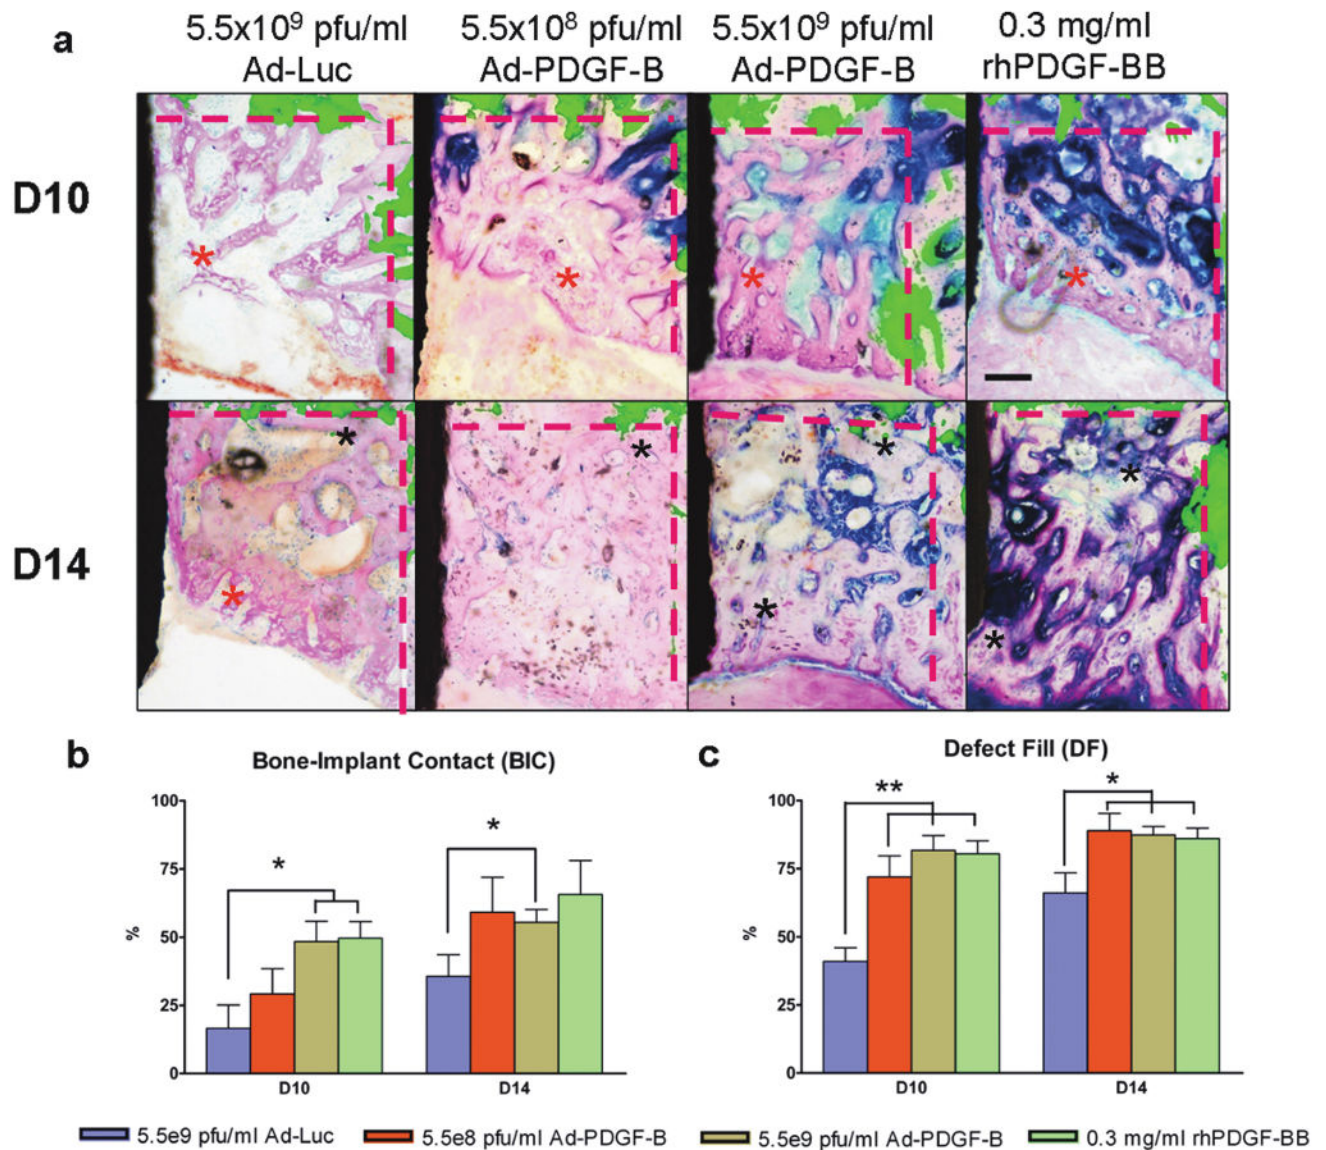 a
5.5x10⁹ pfu/ml Ad-Luc
5.5x10⁸ pfu/ml Ad-PDGF-B
5.5x10⁹ pfu/ml Ad-PDGF-B
0.3 mg/ml rhPDGF-BB
D10
*
*
*
*
D14
*
*
*
*
*
*
*
b
Bone-Implant Contact (BIC)
100
75
50
25
0
%
*
*
D10
D14
c
Defect Fill (DF)
100
75
50
25
0
%
**
*
D10
D14
5.5e9 pfu/ml Ad-Luc
5.5e8 pfu/ml Ad-PDGF-B
5.5e9 pfu/ml Ad-PDGF-B
0.3 mg/ml rhPDGF-BB